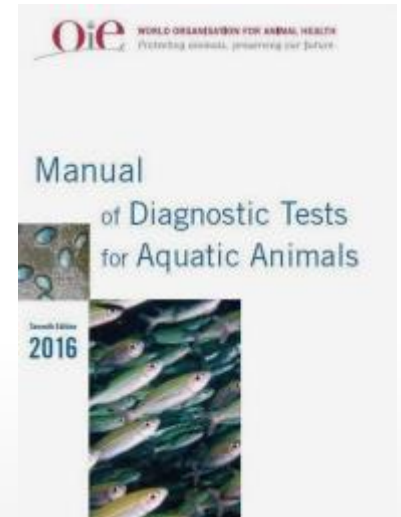 Oie
WORLD ORGANISATION FOR ANIMAL HEALTH
Protecting animals, preserving our future
Manual
of Diagnostic Tests
for Aquatic Animals
Seventh Edition
2016